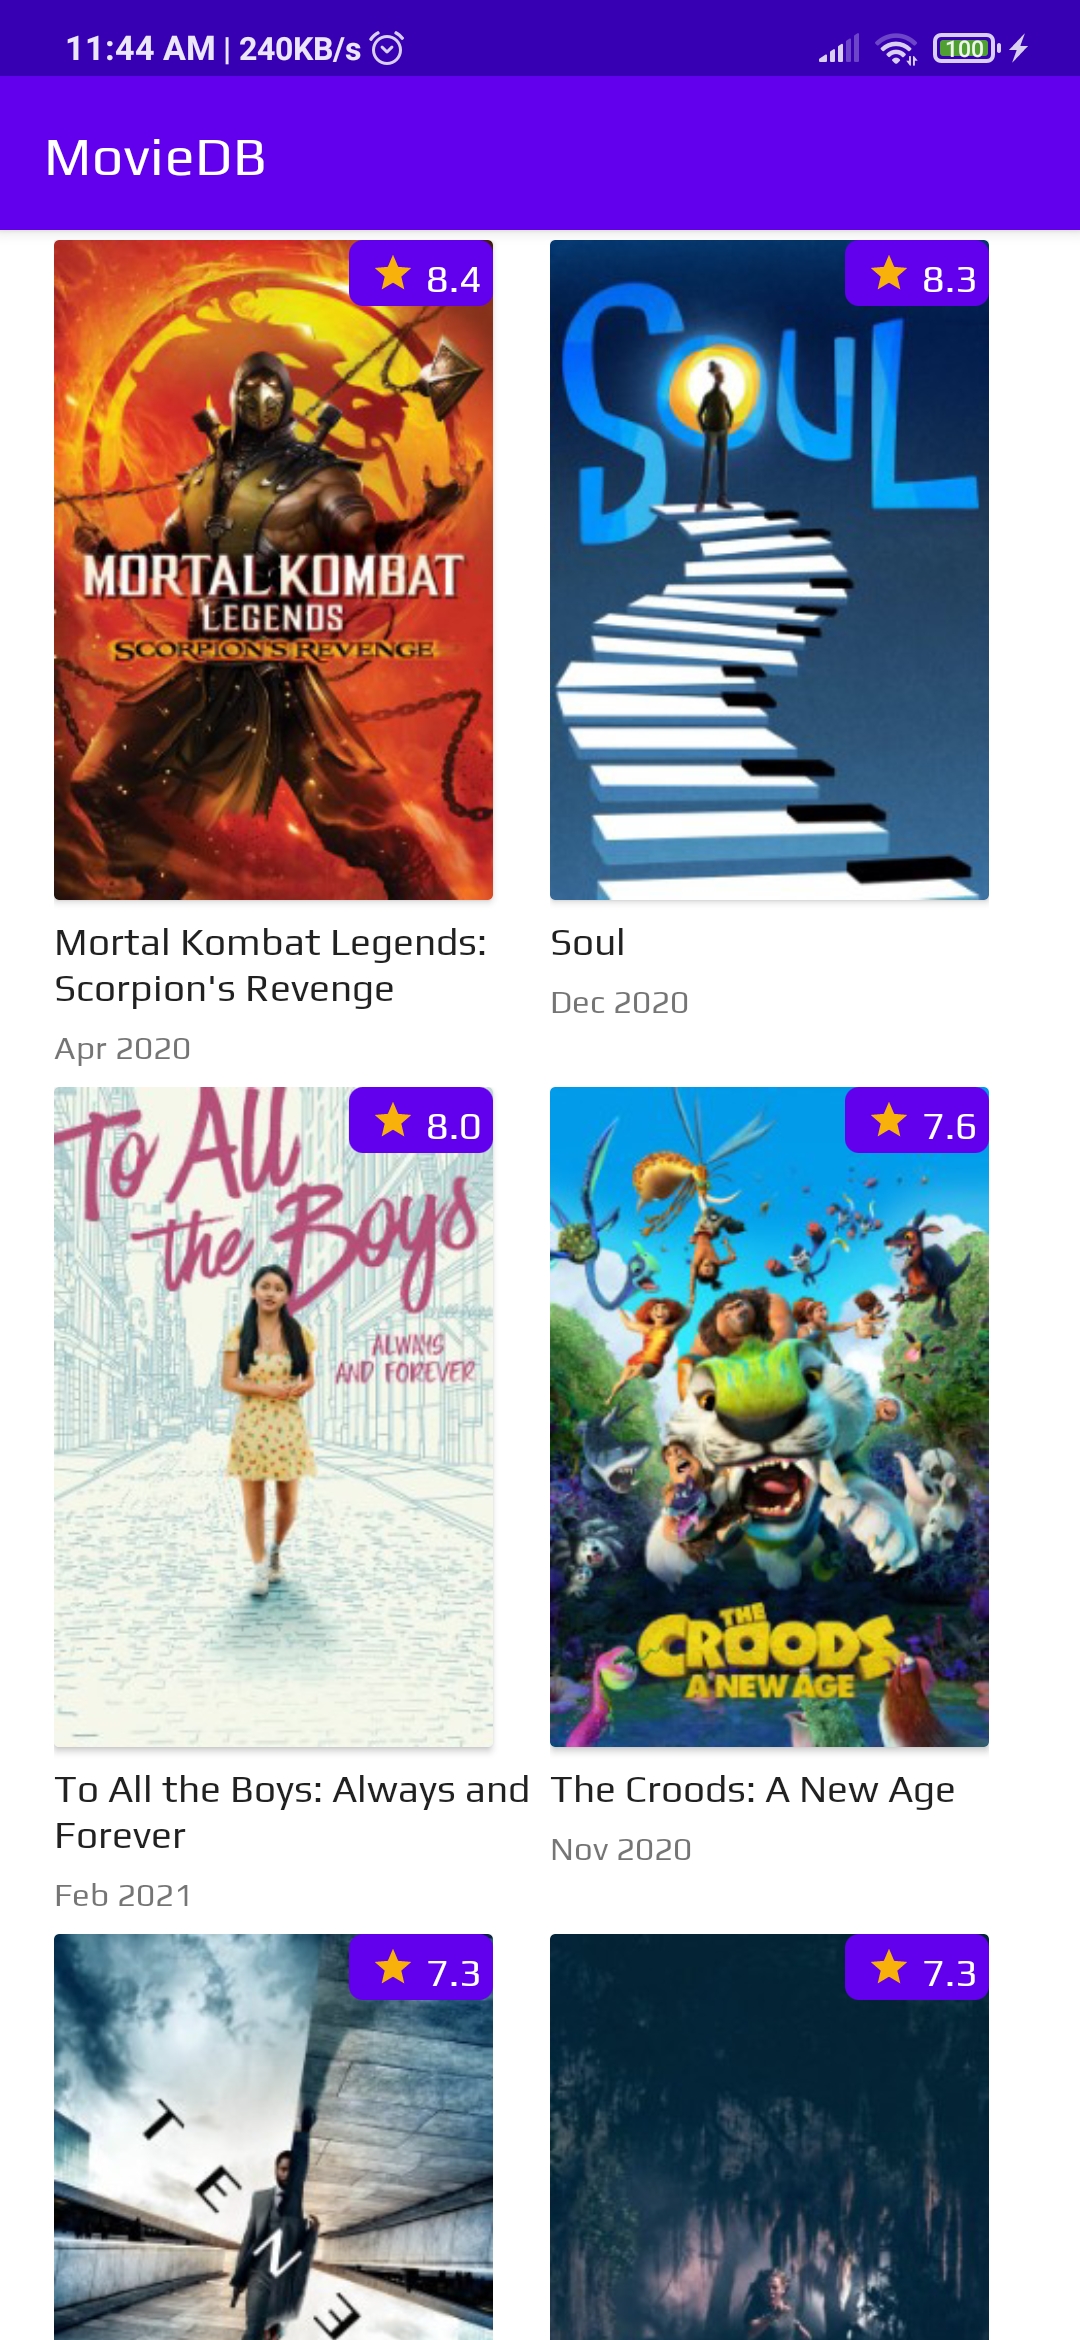 11:44 AM | 240KB/s
100
MovieDB
8.4
MORTAL KOMBAT
LEGENDS
SCORPION'S REVENGE
8.3
SOUL
Mortal Kombat Legends:
Scorpion's Revenge
Apr 2020
Soul
Dec 2020
8.0
To All
the Boys
ALWAYS
AND FOREVER
7.6
THE
CROODS
A NEW AGE
To All the Boys: Always and
Forever
Feb 2021
The Croods: A New Age
Nov 2020
7.3
T
E
N
E
7.3